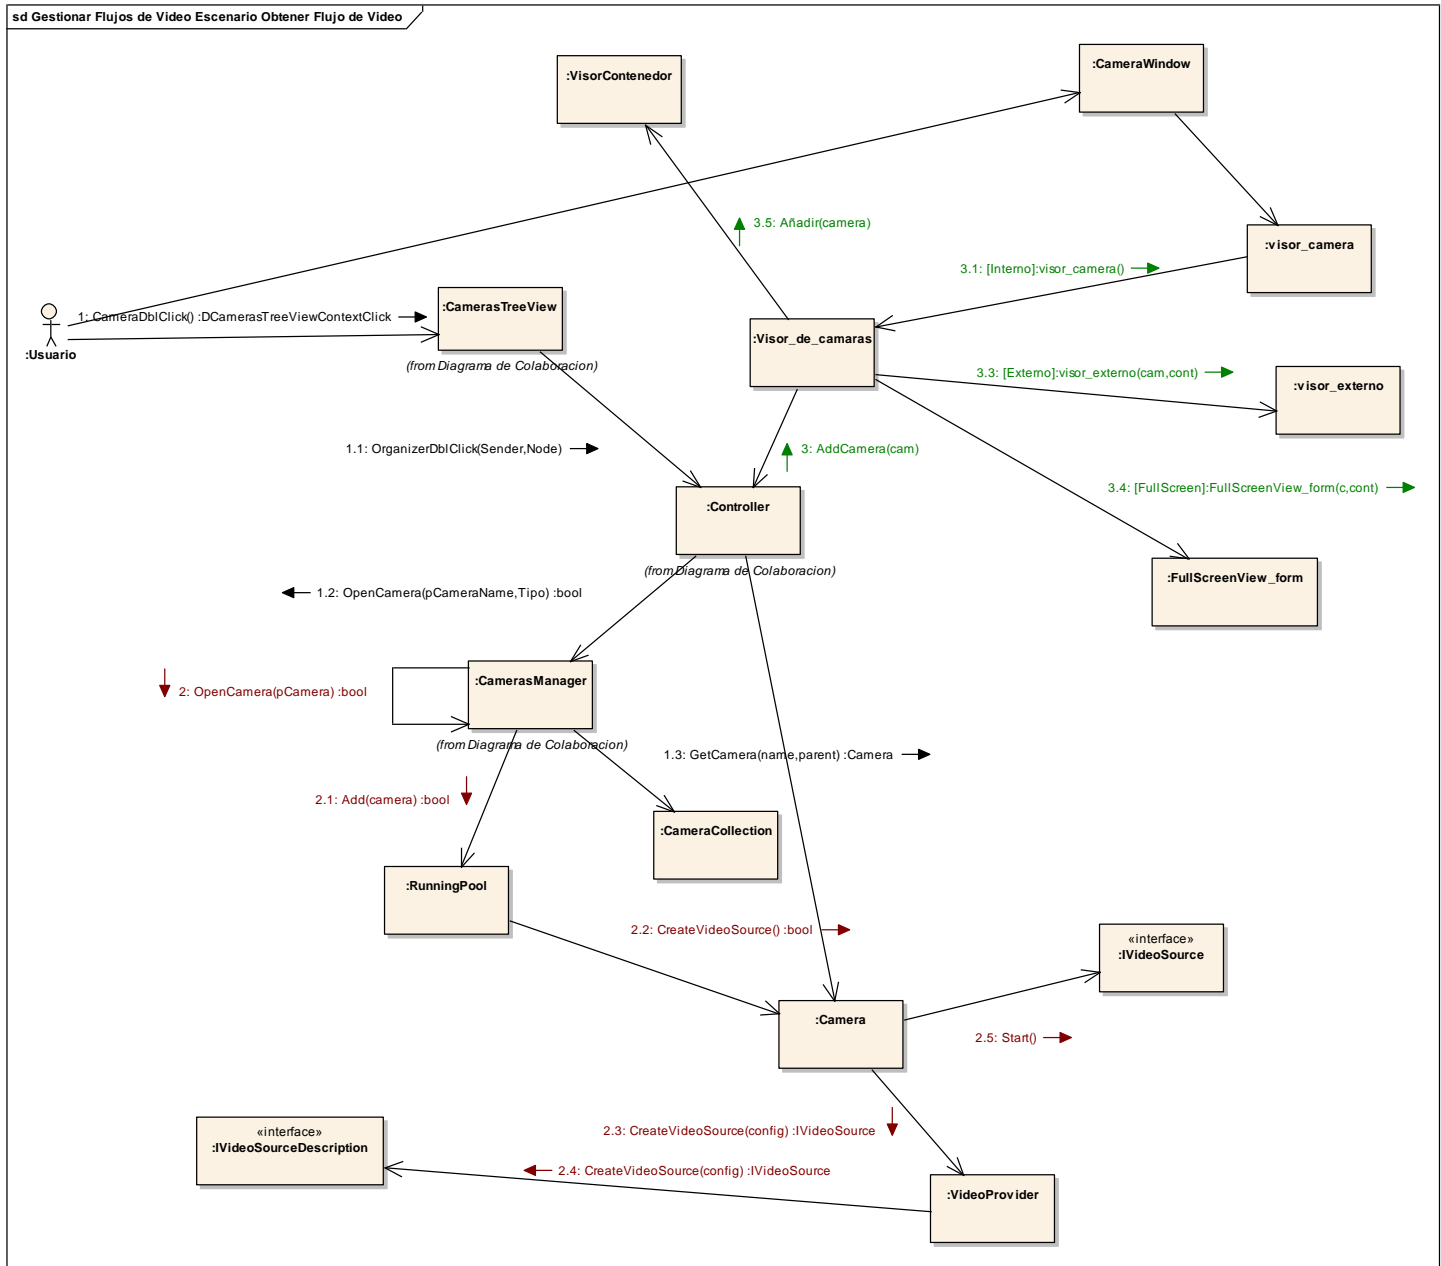 sd Gestionar Flujos de Video Escenario Obtener Flujo de Video
:VisorContenedor
:CameraWindow
3.5: Añadir(camera)
:visor_camera
3.1: [Interno]:visor_camera()
:Usuario
1: CameraDblClick() :DCamerasTreeViewContextClick
:CamerasTreeView
(from Diagrama de Colaboracion)
:Visor_de_camaras
3.3: [Externo]:visor_externo(cam,cont)
:visor_externo
1.1: OrganizerDblClick(Sender,Node)
3: AddCamera(cam)
3.4: [FullScreen]:FullScreenView_form(c,cont)
:Controller
(from Diagrama de Colaboracion)
:FullScreenView_form
1.2: OpenCamera(pCameraName,Tipo) :bool
:CamerasManager
2: OpenCamera(pCamera) :bool
(from Diagrama de Colaboracion)
1.3: GetCamera(name,parent) :Camera
2.1: Add(camera) :bool
:CameraCollection
:RunningPool
2.2: CreateVideoSource() :bool
«interface»
:IVideoSource
:Camera
2.5: Start()
«interface»
:IVideoSourceDescription
2.3: CreateVideoSource(config) :IVideoSource
2.4: CreateVideoSource(config) :IVideoSource
:VideoProvider